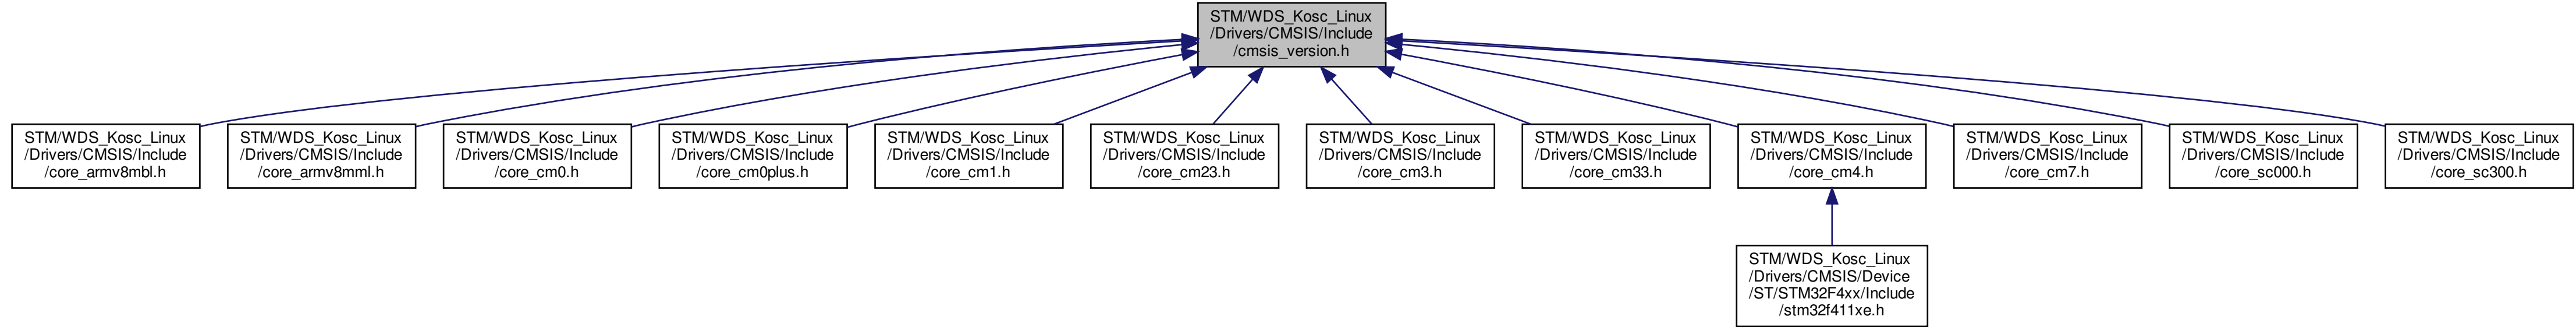 STM/WDS_Kosc_Linux
/Drivers/CMSIS/Include
/cmsis_version.h
STM/WDS_Kosc_Linux
/Drivers/CMSIS/Include
/core_armv8mbl.h
STM/WDS_Kosc_Linux
/Drivers/CMSIS/Include
/core_armv8mml.h
STM/WDS_Kosc_Linux
/Drivers/CMSIS/Include
/core_cm0.h
STM/WDS_Kosc_Linux
/Drivers/CMSIS/Include
/core_cm0plus.h
STM/WDS_Kosc_Linux
/Drivers/CMSIS/Include
/core_cm1.h
STM/WDS_Kosc_Linux
/Drivers/CMSIS/Include
/core_cm23.h
STM/WDS_Kosc_Linux
/Drivers/CMSIS/Include
/core_cm3.h
STM/WDS_Kosc_Linux
/Drivers/CMSIS/Include
/core_cm33.h
STM/WDS_Kosc_Linux
/Drivers/CMSIS/Include
/core_cm4.h
STM/WDS_Kosc_Linux
/Drivers/CMSIS/Include
/core_cm7.h
STM/WDS_Kosc_Linux
/Drivers/CMSIS/Include
/core_sc000.h
STM/WDS_Kosc_Linux
/Drivers/CMSIS/Include
/core_sc300.h
STM/WDS_Kosc_Linux
/Drivers/CMSIS/Device
/ST/STM32F4xx/Include
/stm32f411xe.h